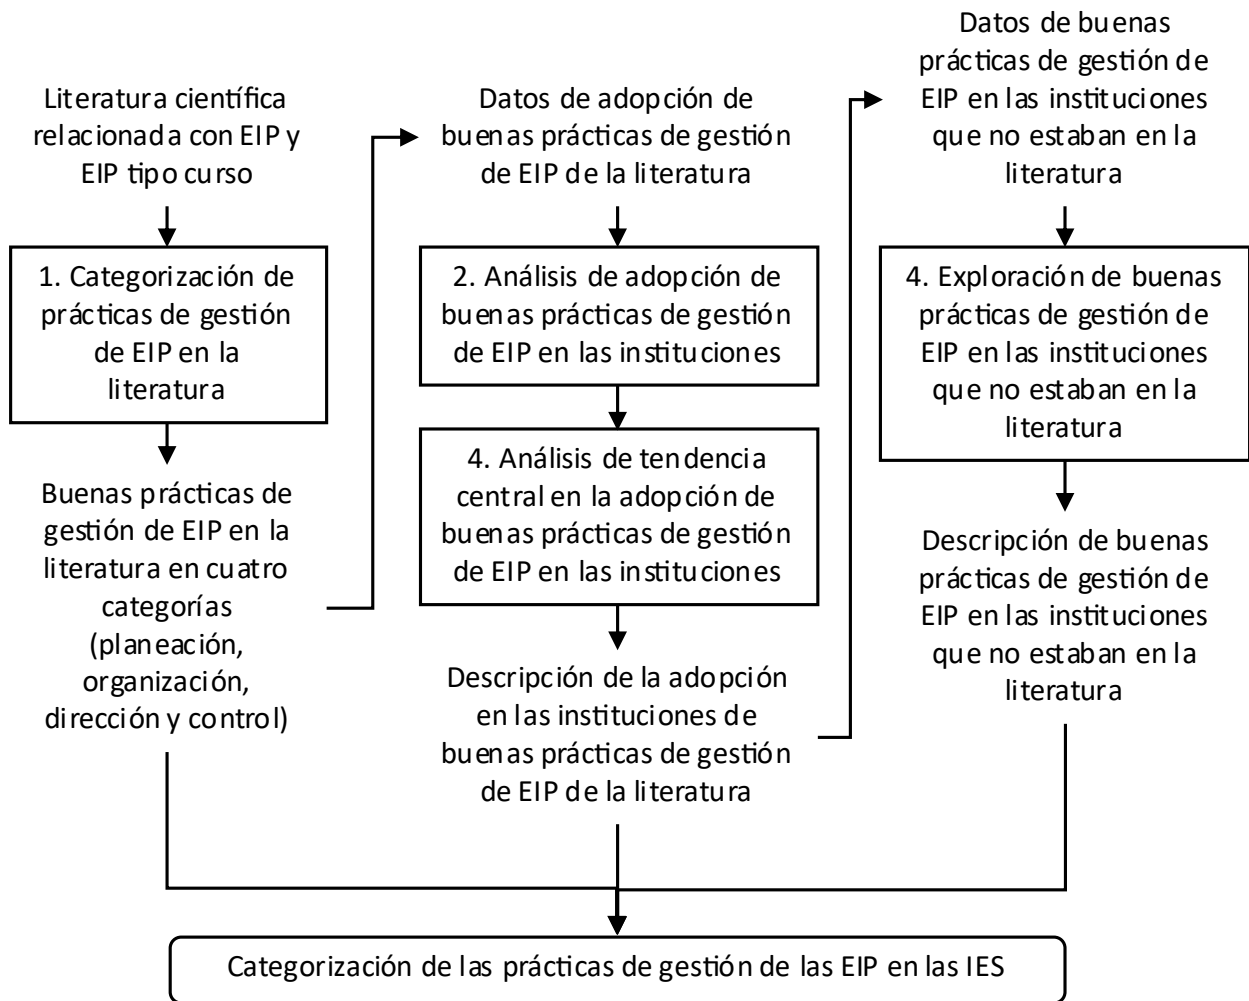 Literatura científica
relacionada con EIP y
EIP tipo curso
1. Categorización de
prácticas de gestión
de EIP en la
literatura
Buenas prácticas de
gestión de EIP en la
literatura en cuatro
categorías
(planeación,
organización,
dirección y control)
Datos de adopción de
buenas prácticas de gestión
de EIP de la literatura
2. Análisis de adopción de
buenas prácticas de gestión
de EIP en las instituciones
4. Análisis de tendencia
central en la adopción de
buenas prácticas de gestión
de EIP en las instituciones
Descripción de la adopción
en las instituciones de
buenas prácticas de gestión
de EIP de la literatura
Datos de buenas
prácticas de gestión de
EIP en las instituciones
que no estaban en la
literatura
4. Exploración de buenas
prácticas de gestión de
EIP en las instituciones
que no estaban en la
literatura
Descripción de buenas
prácticas de gestión de
EIP en las instituciones
que no estaban en la
literatura
Categorización de las prácticas de gestión de las EIP en las IES